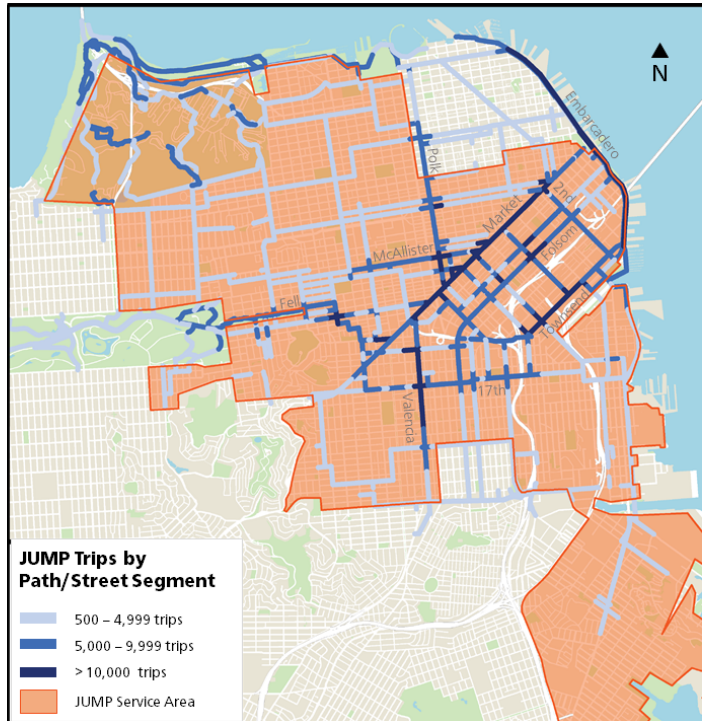 N
Embarcadero
Polk
2nd
Market
Folsom
McAllister
Fell
Townsend
17th
Valencia
JUMP Trips by
Path/Street Segment
500 – 4,999 trips
5,000 – 9,999 trips
> 10,000 trips
JUMP Service Area